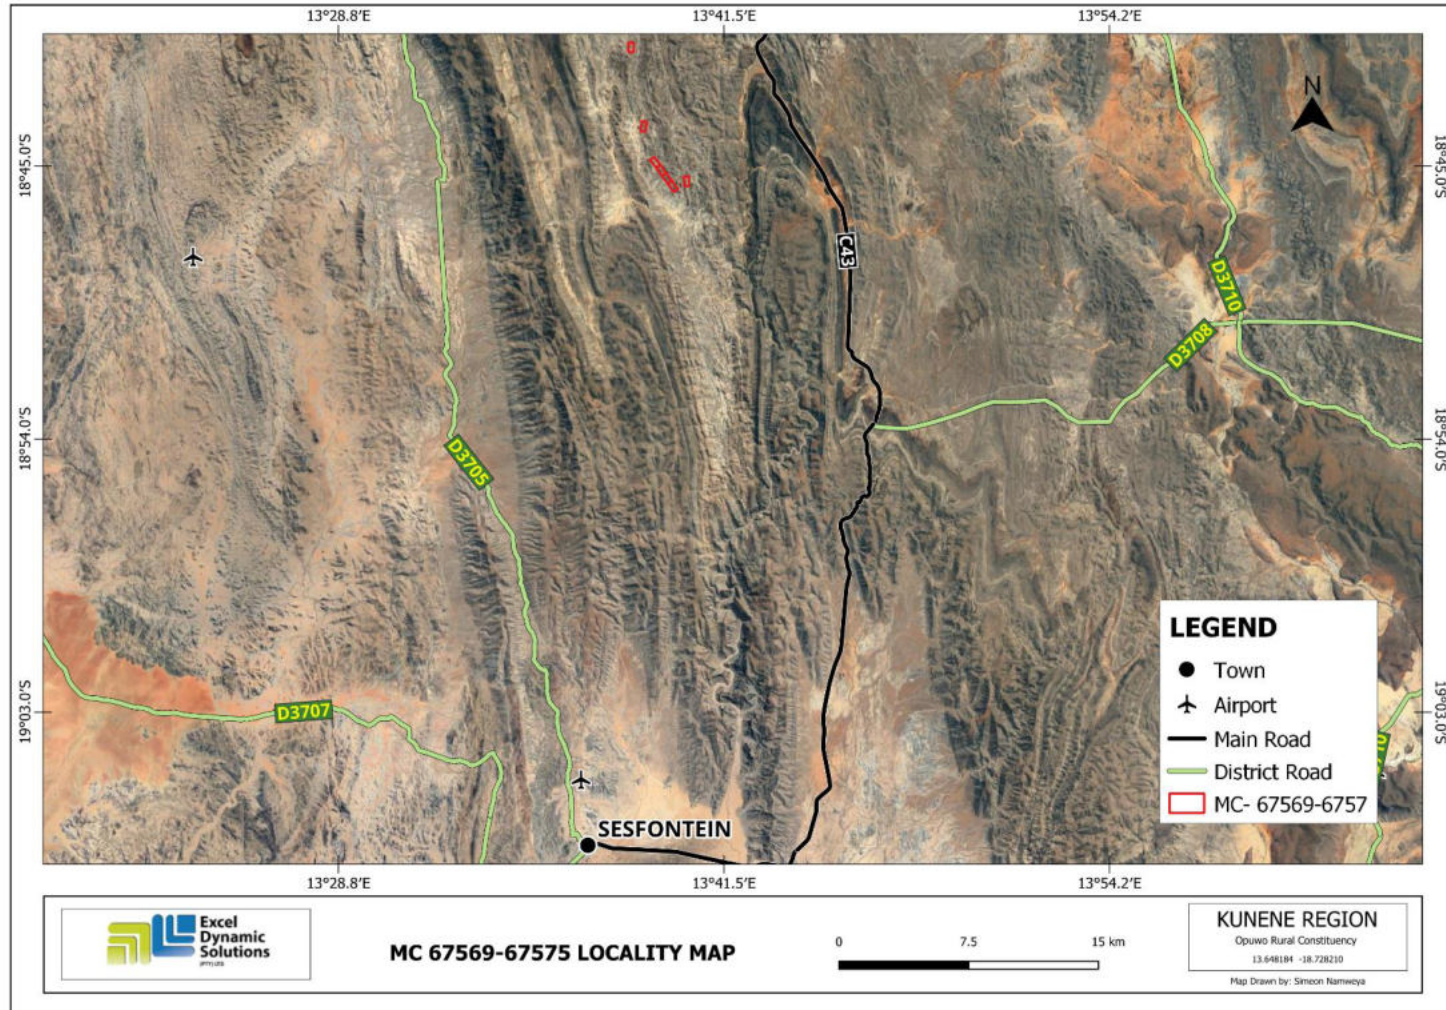 13°28.8'E 13°41.5'E 13°54.2'E
N
18°45.0'S 18°45.0'S
C43
D3710
D3708
18°54.0'S 18°54.0'S
D3705
LEGEND
Town
Airport
Main Road
District Road
MC- 67569-6757
19°03.0'S 19°03.0'S
D3707
SESFONTEIN
13°28.8'E 13°41.5'E 13°54.2'E
Excel
Dynamic
Solutions
(PTY) LTD
MC 67569-67575 LOCALITY MAP
0 7.5 15 km
KUNENE REGION
Opuwo Rural Constituency
13.648184 -18.728210
Map Drawn by: Simeon Namweya